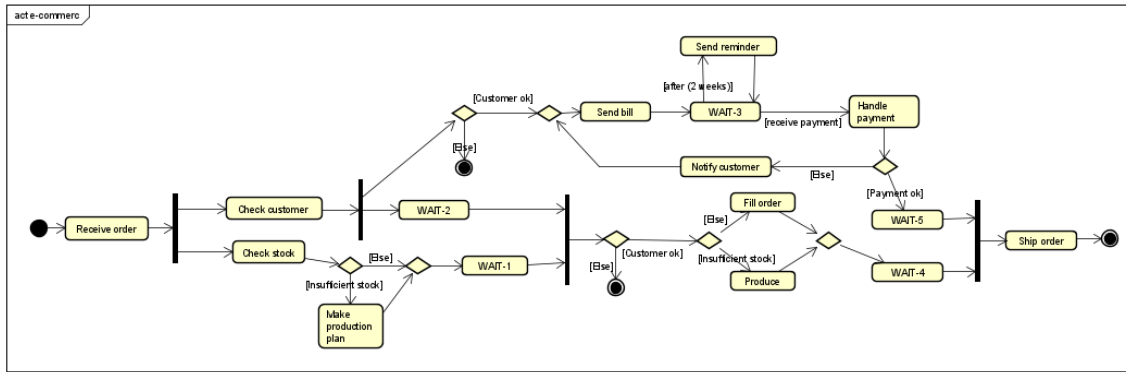 acte-commerc
Send reminder
[after (2 weeks)]
[Customer ok]
Send bill
WAIT-3
[receive payment]
Handle
payment
[Else]
Notify customer
[Else]
[Payment ok]
Check customer
WAIT-2
Fill order
[Else]
WAIT-5
Receive order
Ship order
Check stock
[Else]
WAIT-1
[Else]
[Customer ok]
[Insufficient stock]
WAIT-4
[Insufficient stock]
Produce
Make
production
plan